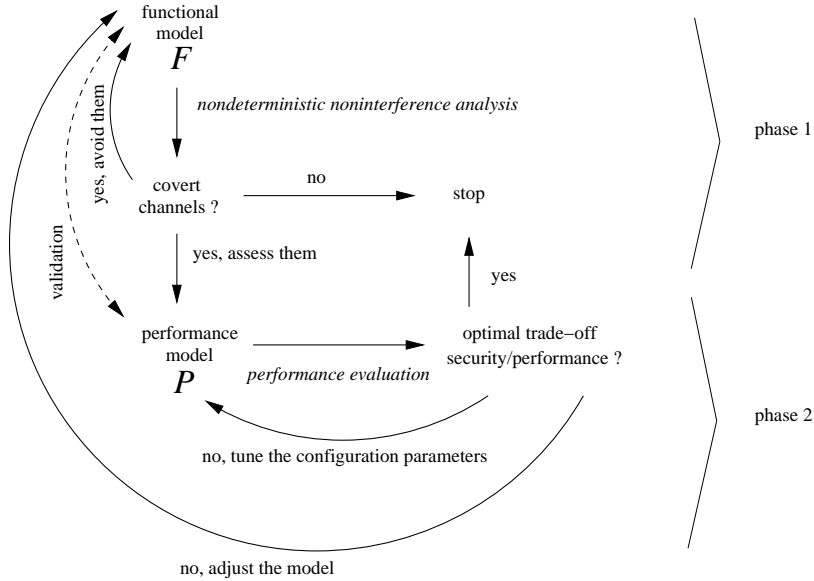 functional
model
F
nondeterministic noninterference analysis
phase 1
yes, avoid them
covert
channels ?
no
stop
validation
yes, assess them
yes
performance
model
P
performance evaluation
optimal trade−off
security/performance ?
phase 2
no, tune the configuration parameters
no, adjust the model